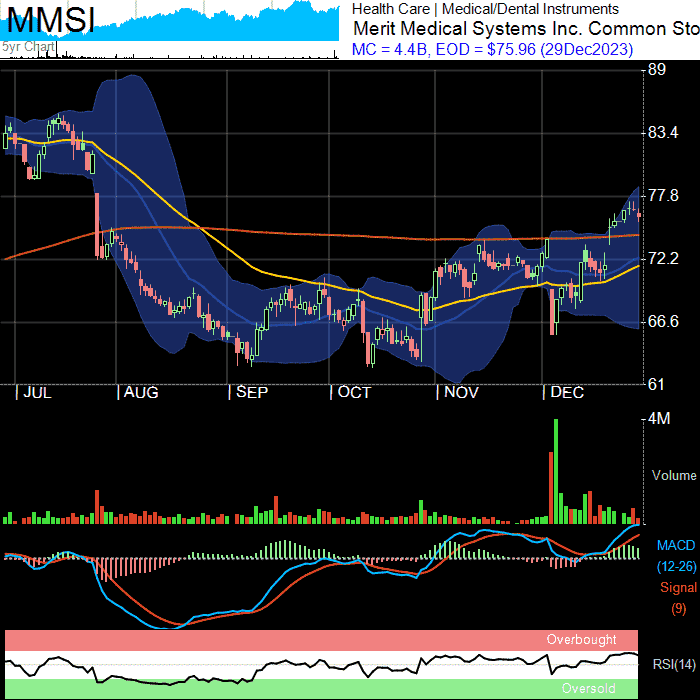 MMSI
5yr Chart
Health Care | Medical/Dental Instruments
Merit Medical Systems Inc. Common Sto
MC = 4.4B, EOD = $75.96 (29Dec2023)
89
83.4
77.8
72.2
66.6
61
JUL AUG SEP OCT NOV DEC
4M
Volume
MACD
(12-26)
Signal
(9)
Overbought
RSI(14)
Oversold